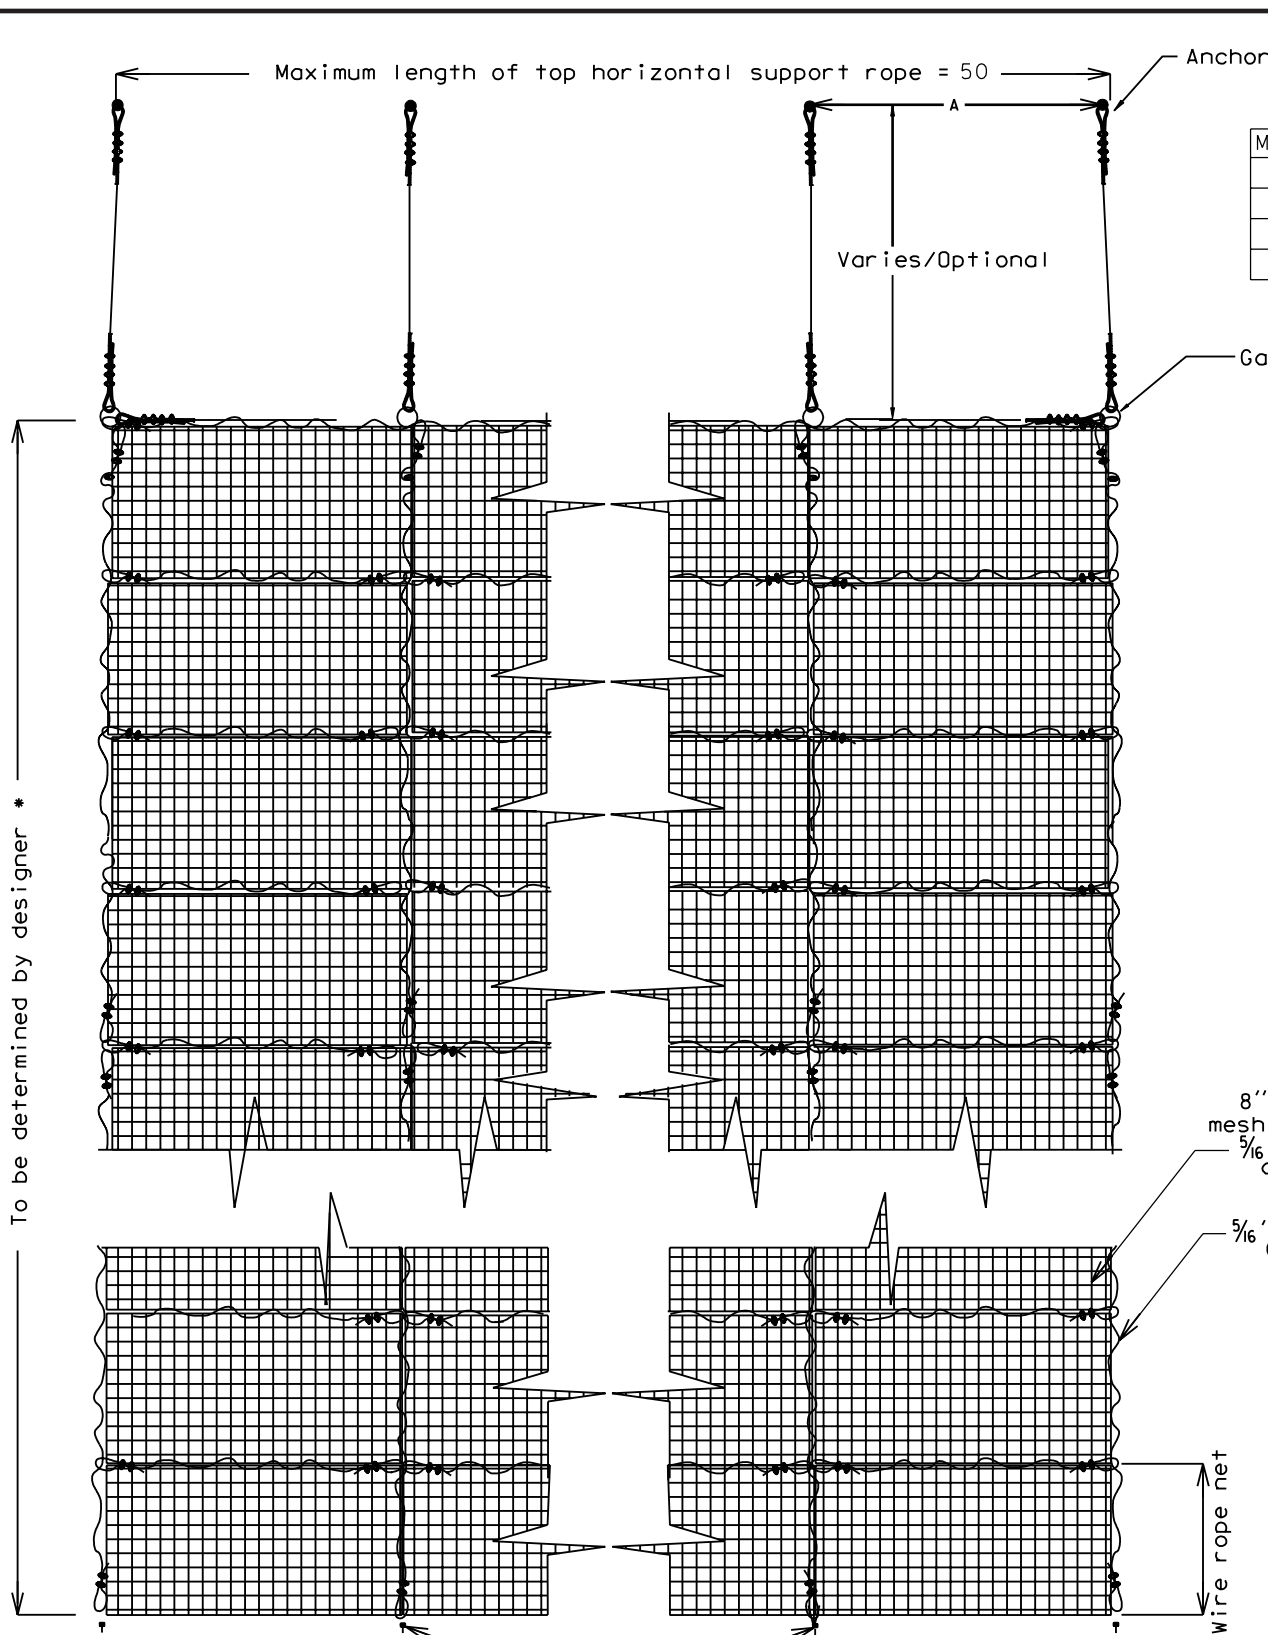 Maximum length of top horizontal support rope = 50
Anchor
A
M
Varies/Optional
Ga
To be determined by designer *
8''
mesh
5/16
5/16 '
Wire rope net